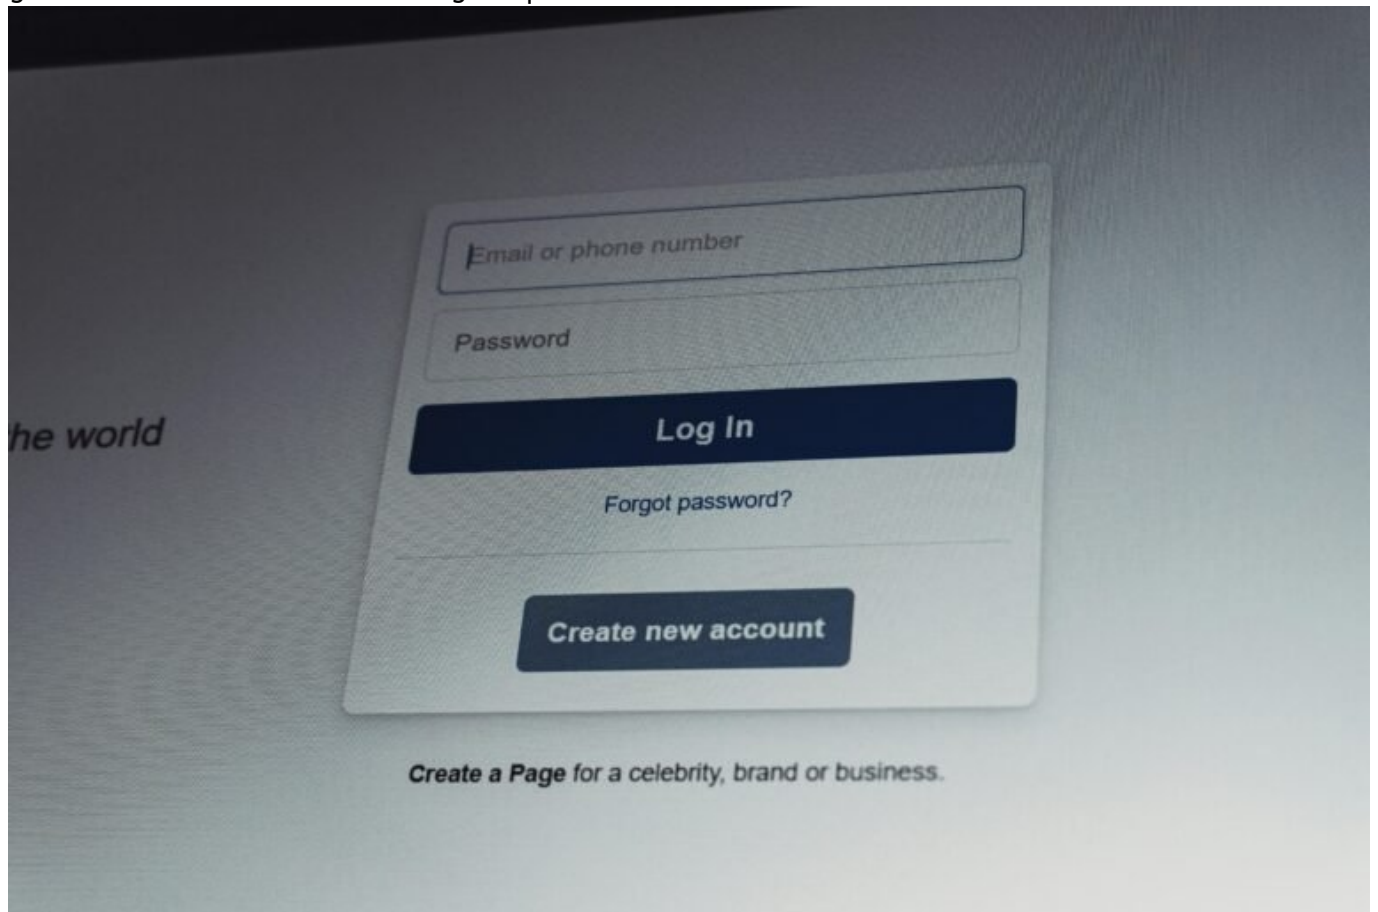 Email or phone number
Password
Log In
he world
Forgot password?
Create new account
Create a Page for a celebrity, brand or business.